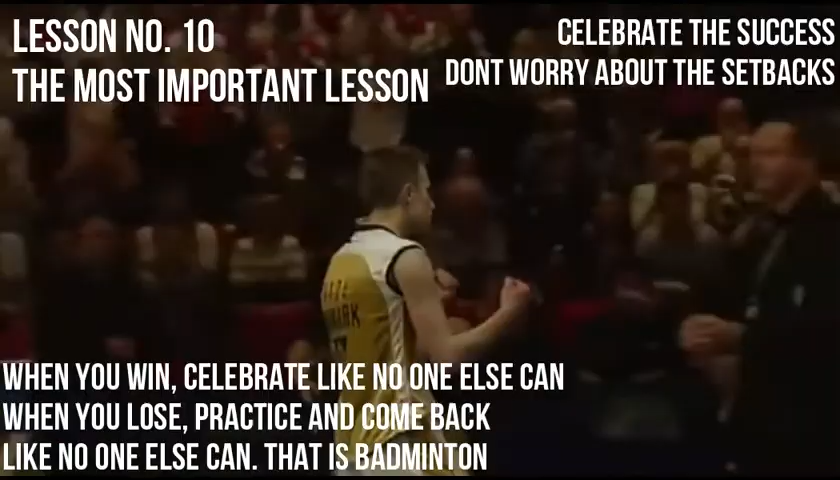 LESSON NO. 10
THE MOST IMPORTANT LESSON
CELEBRATE THE SUCCESS
DONT WORRY ABOUT THE SETBACKS
WHEN YOU WIN, CELEBRATE LIKE NO ONE ELSE CAN
WHEN YOU LOSE, PRACTICE AND COME BACK
LIKE NO ONE ELSE CAN. THAT IS BADMINTON